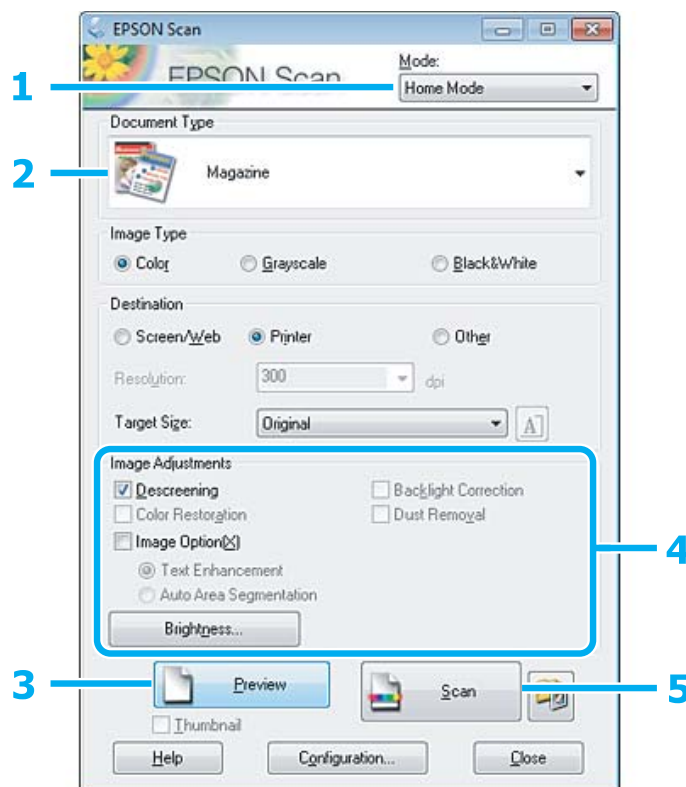 EPSON Scan
EPSON Scan
Mode:
1
Home Mode
Document Type
2
Magazine
Image Type
Color
Grayscale
Black&White
Destination
Screen/Web
Printer
Other
Resolution:
300
dpi
Target Size:
Original
A
Image Adjustments
Descreening
Backlight Correction
Color Restoration
Dust Removal
Image Option(X)
4
Text Enhancement
Auto Area Segmentation
Brightness...
3
Preview
Scan
5
Thumbnail
Help
Configuration...
Close